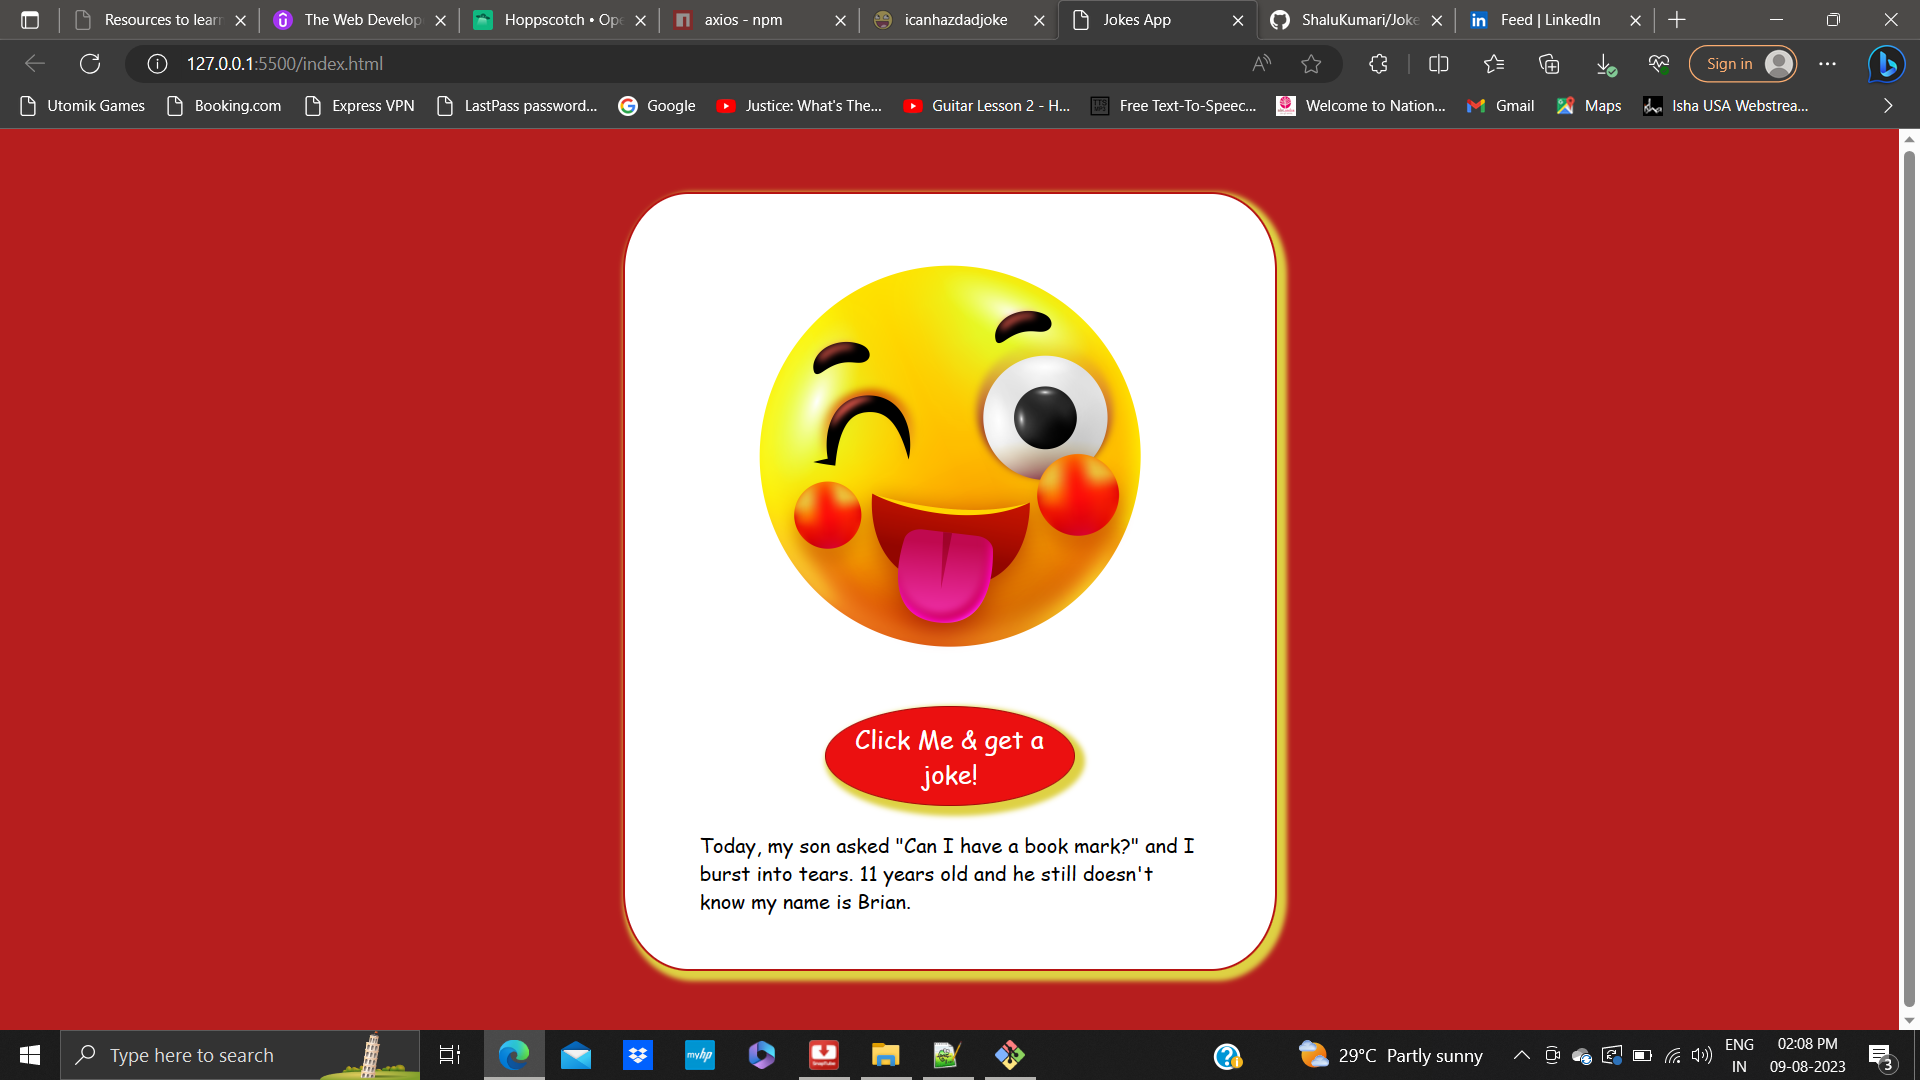 Resources to learn
The Web Develop
Hoppscotch • Ope
axios - npm
icanhazdadjoke
Jokes App
ShaluKumari/Joke
Feed | LinkedIn
127.0.0.1:5500/index.html
Sign in
Utomik Games
Booking.com
Express VPN
LastPass password...
Google
Justice: What's The...
Guitar Lesson 2 - H...
Free Text-To-Speec...
Welcome to Nation...
Gmail
Maps
Isha USA Webstrea...
Click Me & get a
joke!
Today, my son asked "Can I have a book mark?" and I
burst into tears. 11 years old and he still doesn't
know my name is Brian.
Type here to search
myhp
29°C Partly sunny
ENG
IN
02:08 PM
09-08-2023
3